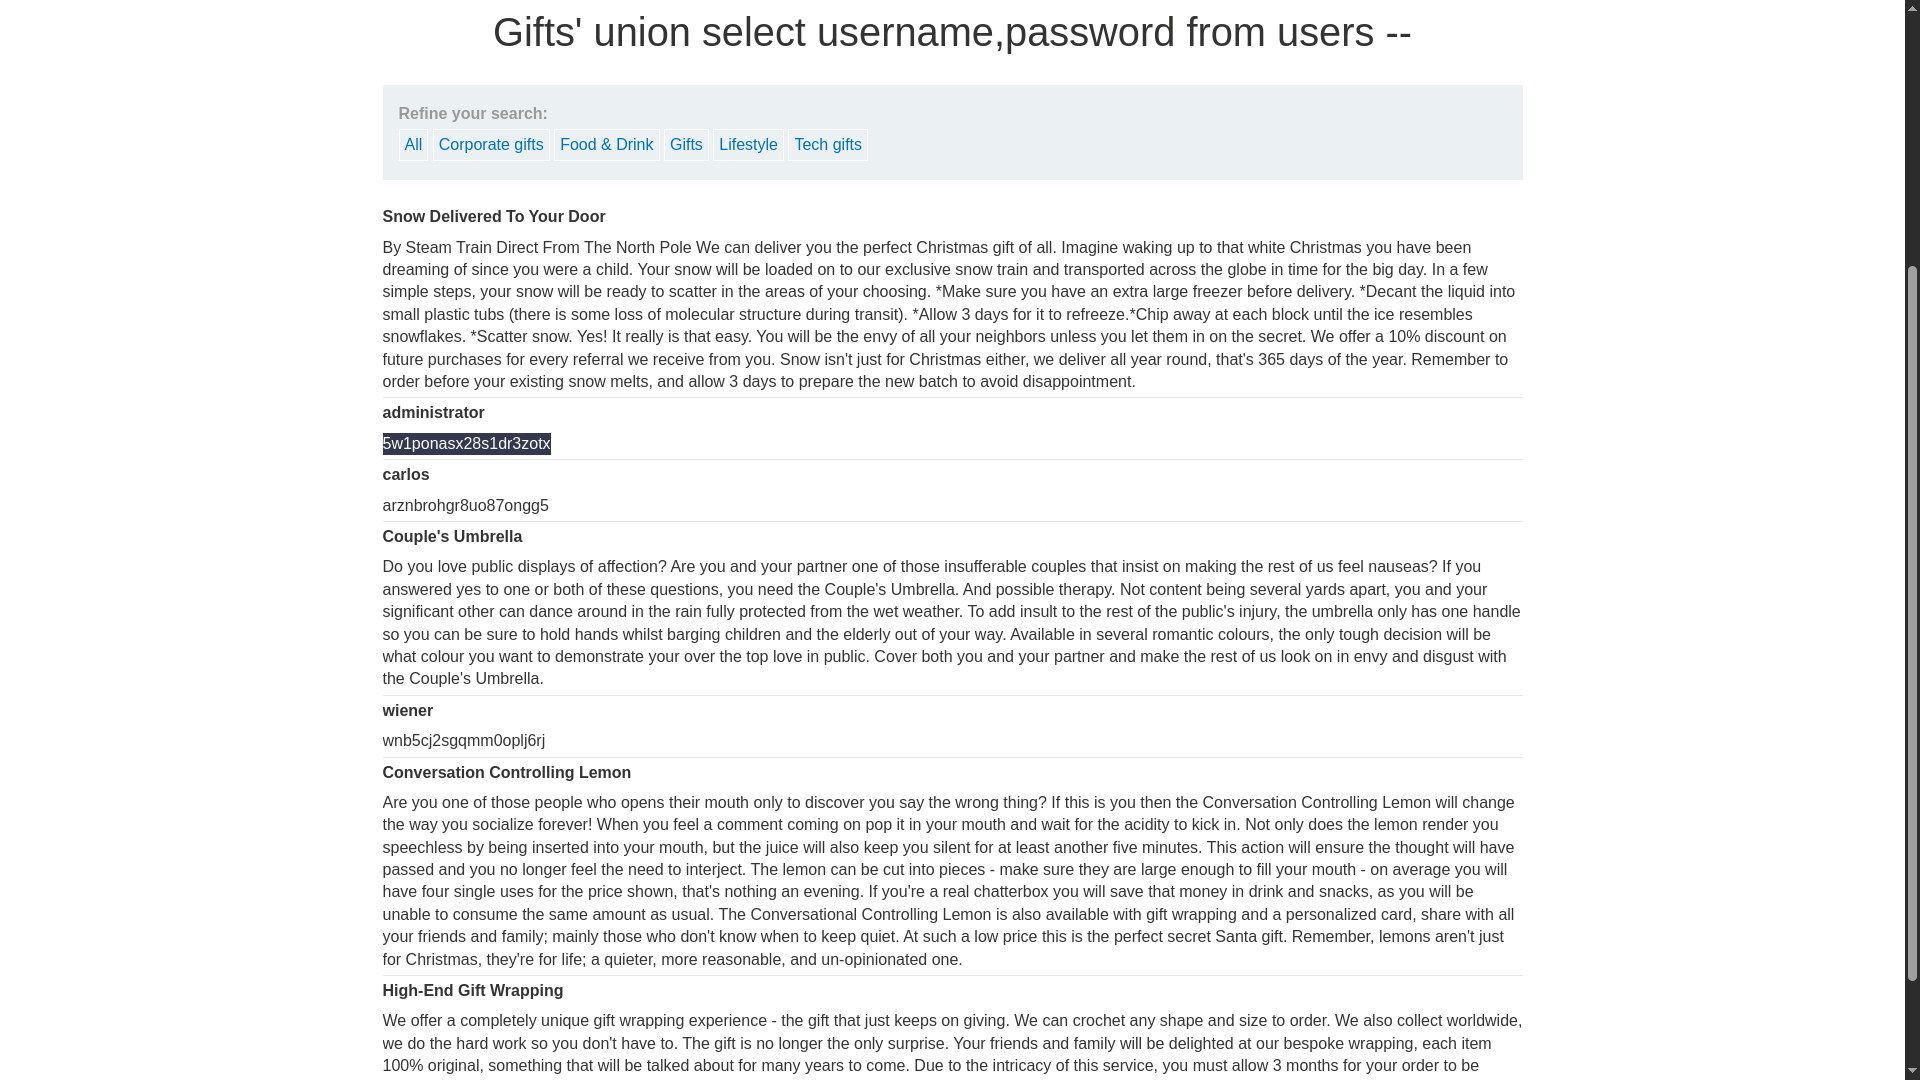 Gifts' union select username,password from users --
Refine your search:
All Corporate gifts Food & Drink Gifts Lifestyle Tech gifts
Snow Delivered To Your Door
By Steam Train Direct From The North Pole We can deliver you the perfect Christmas gift of all. Imagine waking up to that white Christmas you have been
dreaming of since you were a child. Your snow will be loaded on to our exclusive snow train and transported across the globe in time for the big day. In a few
simple steps, your snow will be ready to scatter in the areas of your choosing. *Make sure you have an extra large freezer before delivery. *Decant the liquid into
small plastic tubs (there is some loss of molecular structure during transit). *Allow 3 days for it to refreeze.*Chip away at each block until the ice resembles
snowflakes. *Scatter snow. Yes! It really is that easy. You will be the envy of all your neighbors unless you let them in on the secret. We offer a 10% discount on
future purchases for every referral we receive from you. Snow isn't just for Christmas either, we deliver all year round, that's 365 days of the year. Remember to
order before your existing snow melts, and allow 3 days to prepare the new batch to avoid disappointment.
administrator
5w1ponasx28s1dr3zotx
carlos
arznbrohgr8uo87ongg5
Couple's Umbrella
Do you love public displays of affection? Are you and your partner one of those insufferable couples that insist on making the rest of us feel nauseas? If you
answered yes to one or both of these questions, you need the Couple's Umbrella. And possible therapy. Not content being several yards apart, you and your
significant other can dance around in the rain fully protected from the wet weather. To add insult to the rest of the public's injury, the umbrella only has one handle
so you can be sure to hold hands whilst barging children and the elderly out of your way. Available in several romantic colours, the only tough decision will be
what colour you want to demonstrate your over the top love in public. Cover both you and your partner and make the rest of us look on in envy and disgust with
the Couple's Umbrella.
wiener
wnb5cj2sgqmm0oplj6rj
Conversation Controlling Lemon
Are you one of those people who opens their mouth only to discover you say the wrong thing? If this is you then the Conversation Controlling Lemon will change
the way you socialize forever! When you feel a comment coming on pop it in your mouth and wait for the acidity to kick in. Not only does the lemon render you
speechless by being inserted into your mouth, but the juice will also keep you silent for at least another five minutes. This action will ensure the thought will have
passed and you no longer feel the need to interject. The lemon can be cut into pieces - make sure they are large enough to fill your mouth - on average you will
have four single uses for the price shown, that's nothing an evening. If you're a real chatterbox you will save that money in drink and snacks, as you will be
unable to consume the same amount as usual. The Conversational Controlling Lemon is also available with gift wrapping and a personalized card, share with all
your friends and family; mainly those who don't know when to keep quiet. At such a low price this is the perfect secret Santa gift. Remember, lemons aren't just
for Christmas, they're for life; a quieter, more reasonable, and un-opinionated one.
High-End Gift Wrapping
We offer a completely unique gift wrapping experience - the gift that just keeps on giving. We can crochet any shape and size to order. We also collect worldwide,
we do the hard work so you don't have to. The gift is no longer the only surprise. Your friends and family will be delighted at our bespoke wrapping, each item
100% original, something that will be talked about for many years to come. Due to the intricacy of this service, you must allow 3 months for your order to be